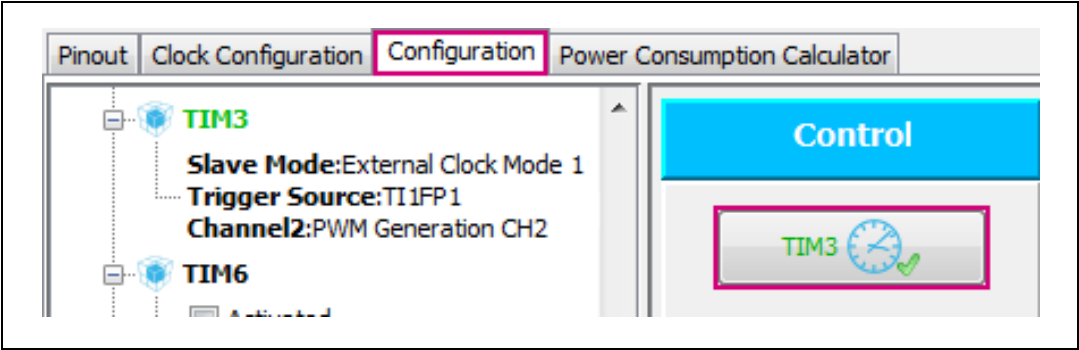 Pinout Clock Configuration Configuration Power Consumption Calculator
TIM3
Slave Mode:External Clock Mode 1
Trigger Source:TI1FP1
Channel2:PWM Generation CH2
TIM6
Activated
Control
TIM3